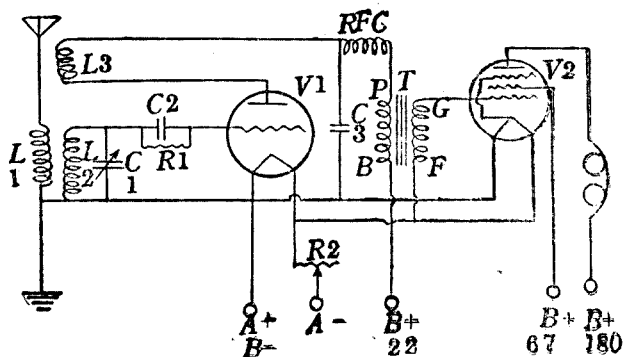 RFC
L3
V1
P
T
V2
C2
G
C
3
L
1
L
2
C
1
R1
B
F
R2
A+
B-
A-
B+
22
B+
67
B+
180